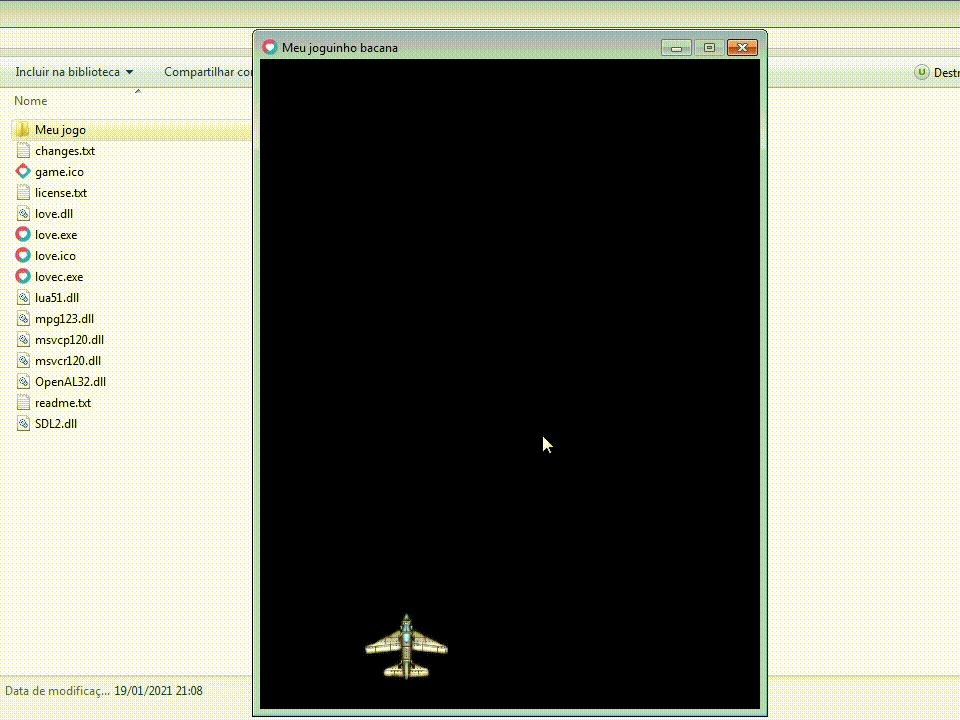 Meu joguinho bacana
Incluir na biblioteca
Compartilhar
Nome
Meu jogo
changes.txt
game.ico
license.txt
love.dll
love.exe
love.ico
lovec.exe
lua51.dll
mpg123.dll
msvcp120.dll
msvcr120.dll
OpenAL32.dll
readme.txt
SDL2.dll
Data de modificaç... 19/01/2021 21:08